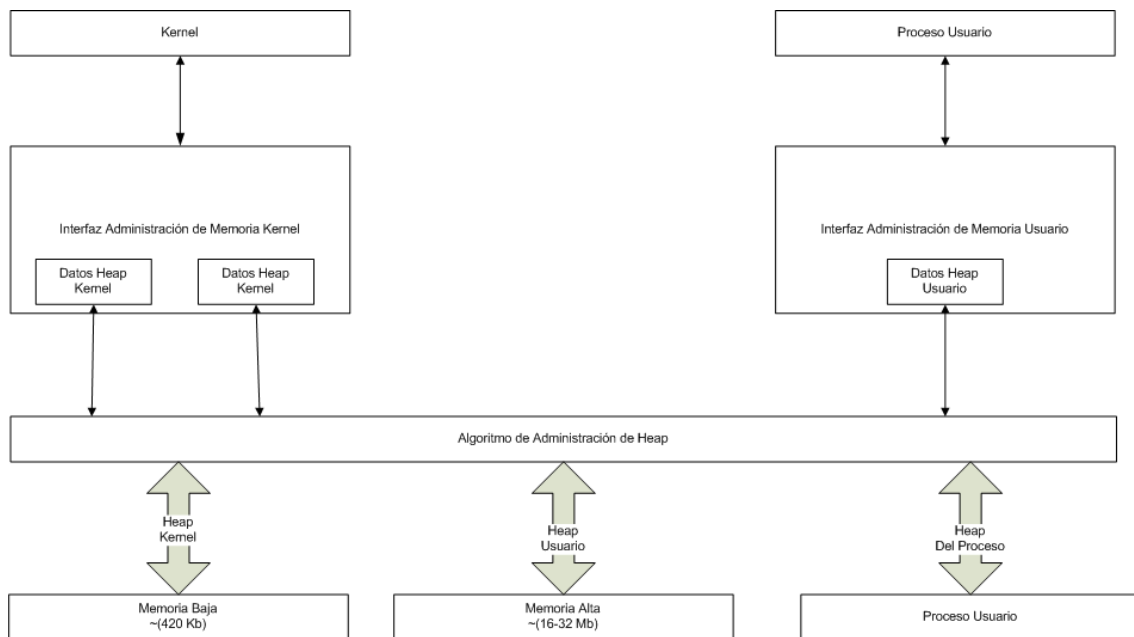 Kernel
Proceso Usuario
Interfaz Administración de Memoria Kernel
Interfaz Administración de Memoria Usuario
Datos Heap
Kernel
Datos Heap
Kernel
Datos Heap
Usuario
Algoritmo de Administración de Heap
Heap
Kernel
Heap
Usuario
Heap
Del Proceso
Memoria Baja
~(420 Kb)
Memoria Alta
~(16-32 Mb)
Proceso Usuario